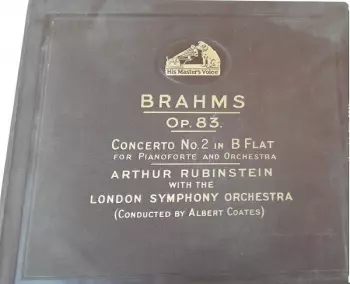 His Master's Voice
BRAHMS
OP. 83.
CONCERTO NO. 2 IN B FLAT
FOR PIANOFORTE AND ORCHESTRA
ARTHUR RUBINSTEIN
WITH THE
LONDON SYMPHONY ORCHESTRA
(CONDUCTED BY ALBERT COATES)